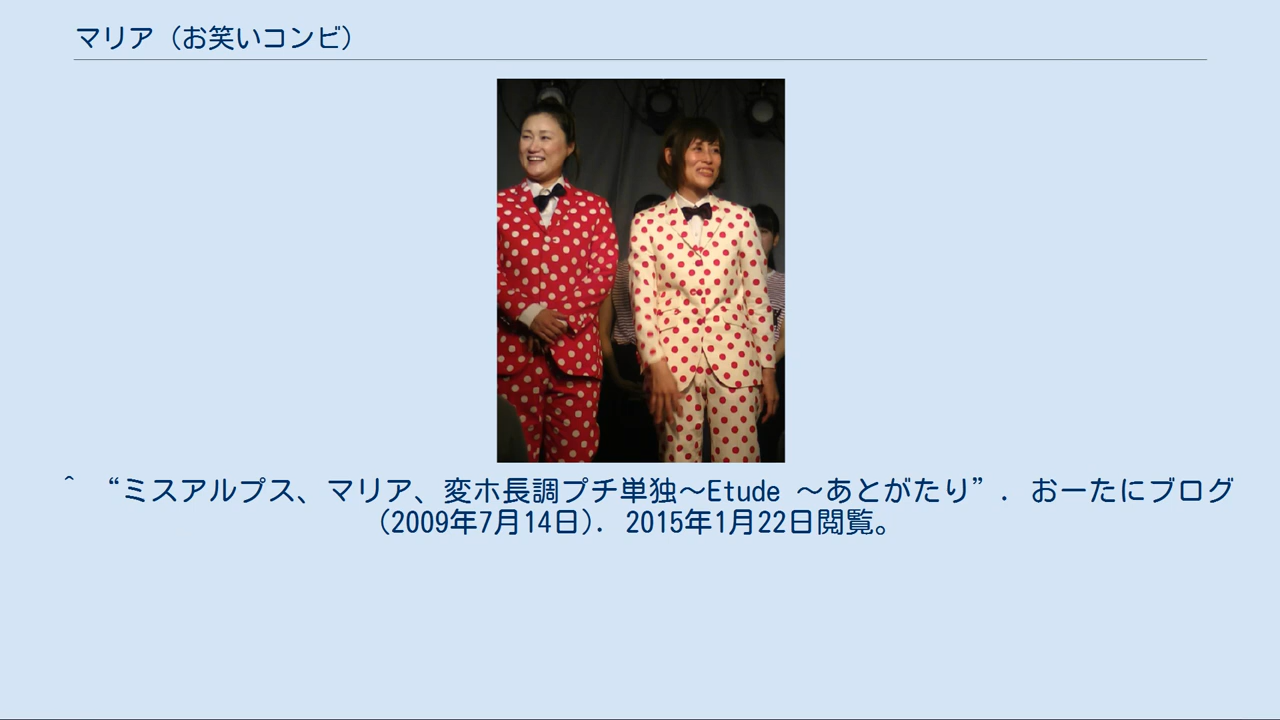 マリア（お笑いコンビ）
^ “ミスアルプス、マリア、変ホ長調プチ単独～Etude ～あとがたり”. おーたにブログ
(2009年7月14日). 2015年1月22日閲覧。